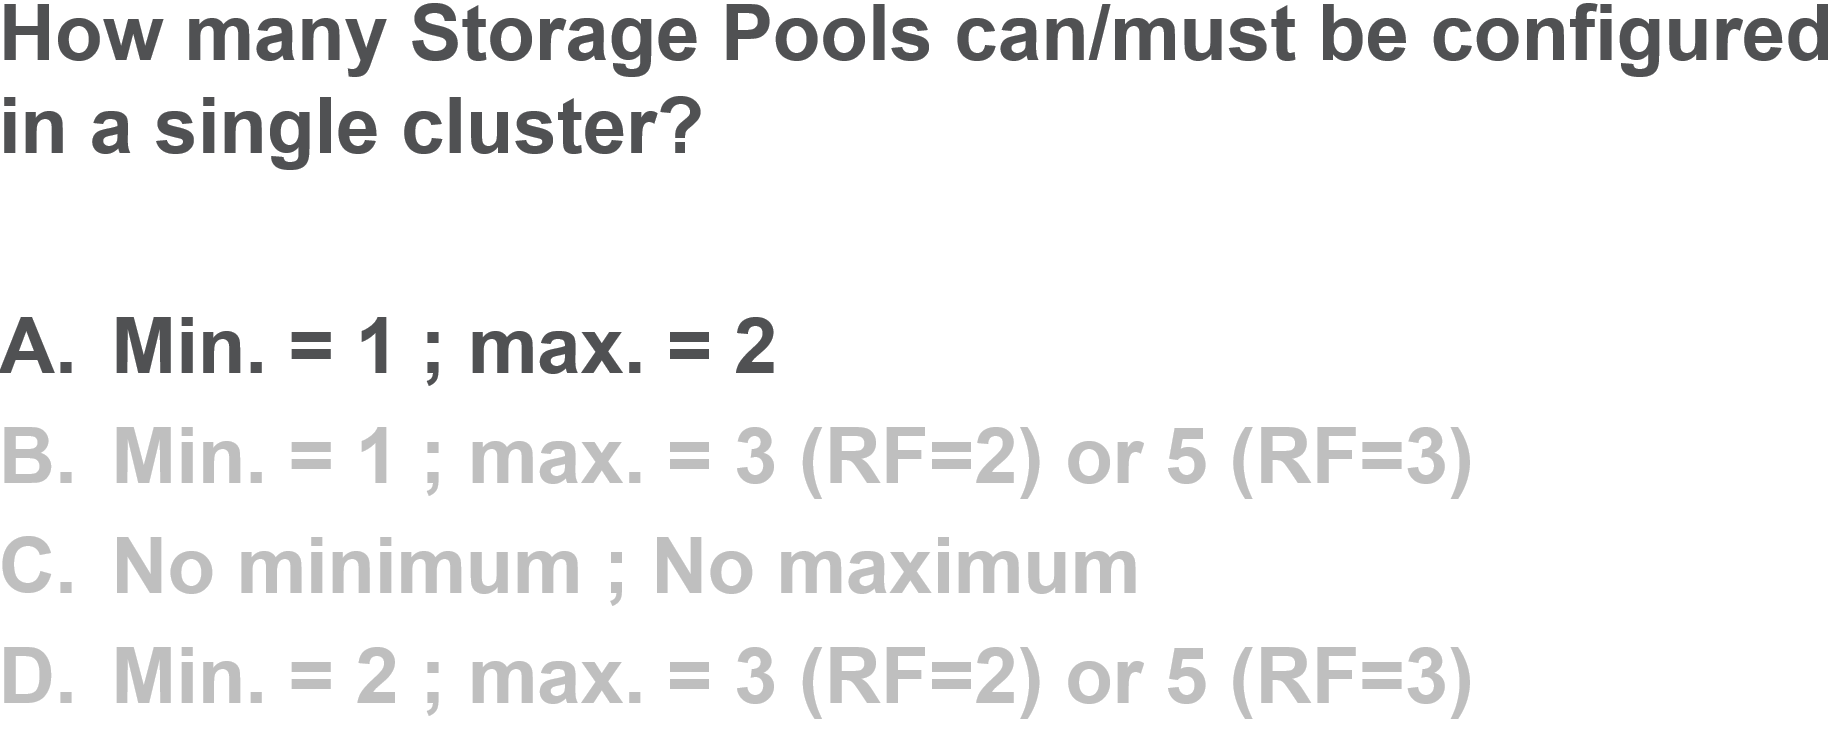 How many Storage Pools can/must be configured
in a single cluster?
A. Min. = 1 ; max. = 2
B. Min. = 1 ; max. = 3 (RF=2) or 5 (RF=3)
C. No minimum ; No maximum
D. Min. = 2 ; max. = 3 (RF=2) or 5 (RF=3)